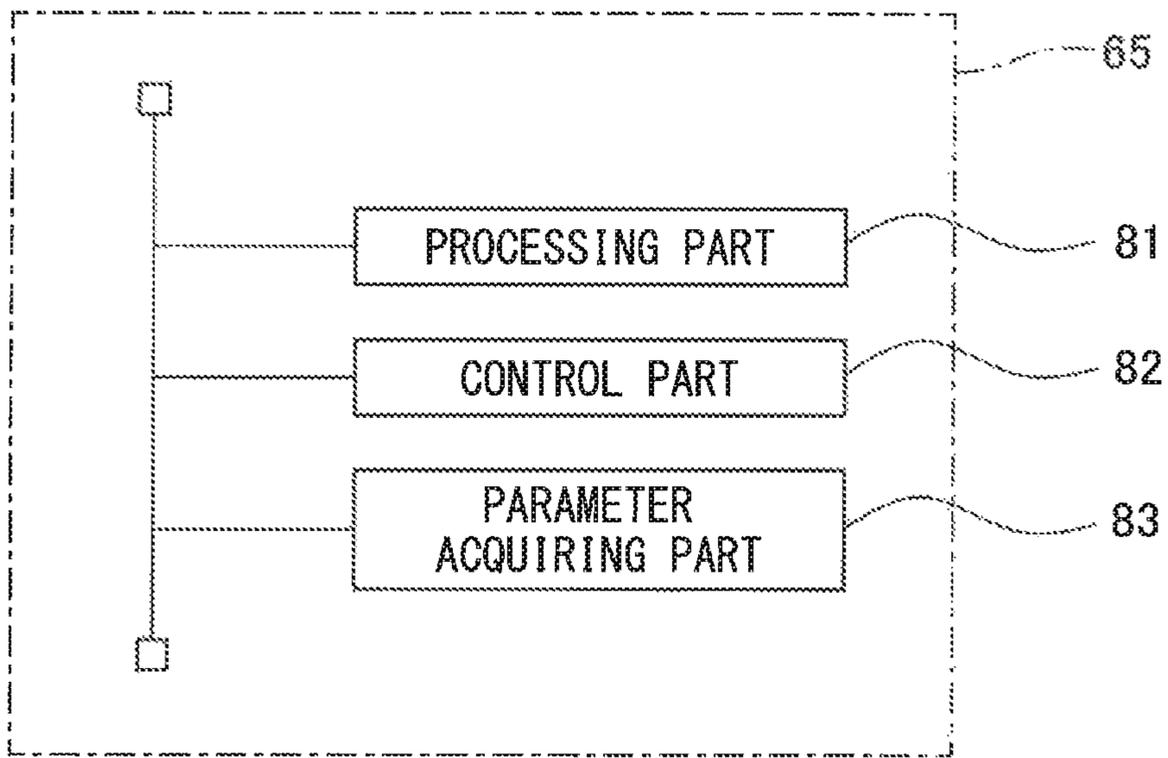 65
PROCESSING PART
81
CONTROL PART
82
PARAMETER
ACQUIRING PART
83